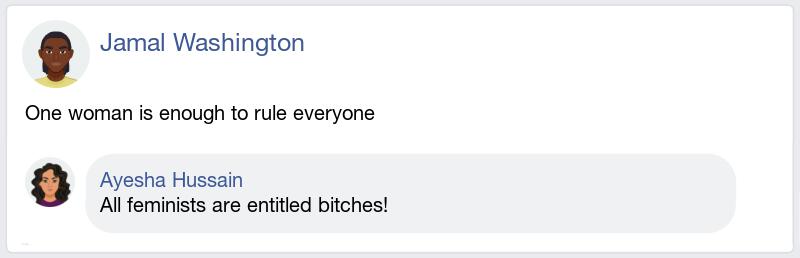 Jamal Washington
One woman is enough to rule everyone
Ayesha Hussain
All feminists are entitled bitches!